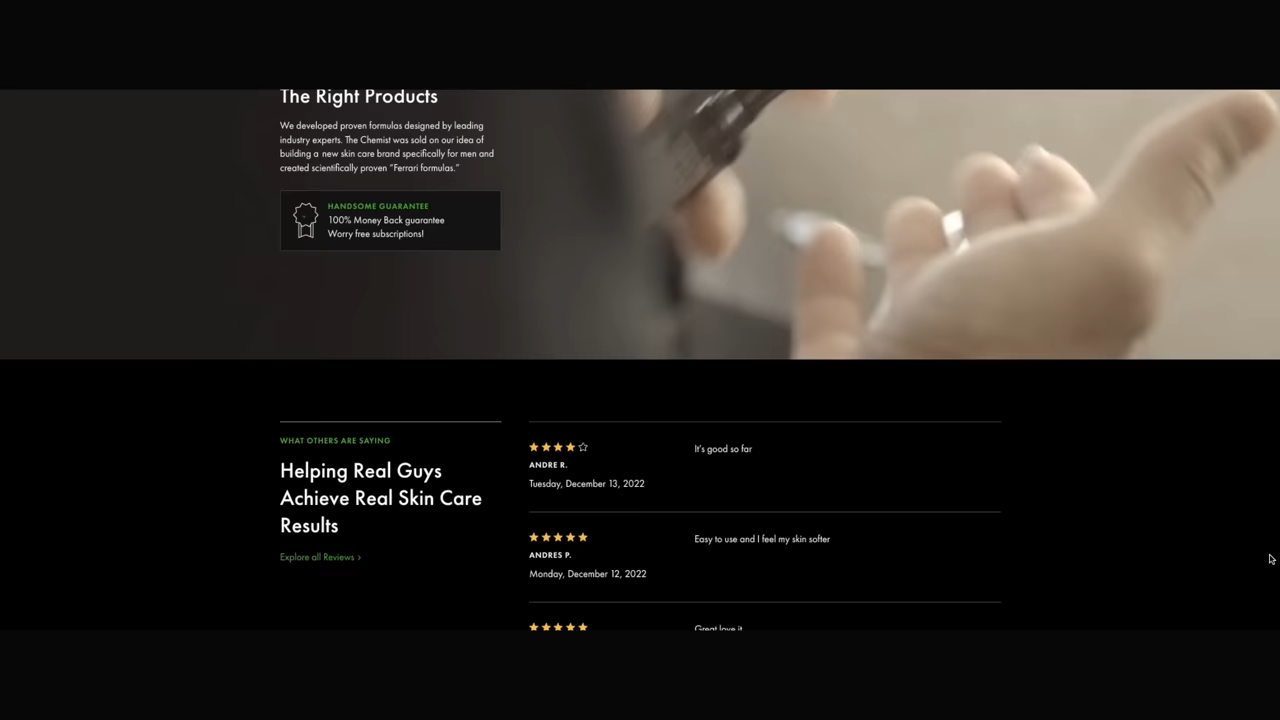 The Right Products
We developed proven formulas designed by leading
industry experts. The Chemist was sold on our idea of
building a new skin care brand specifically for men and
created scientifically proven “Ferrari formulas.”
HANDSOME GUARANTEE
100% Money Back guarantee
Worry free subscriptions!
WHAT OTHERS ARE SAYING
Helping Real Guys
Achieve Real Skin Care
Results
Explore all Reviews ›
It's good so far
ANDRE R.
Tuesday, December 13, 2022
Easy to use and I feel my skin softer
ANDRES P.
Monday, December 12, 2022
Great love it